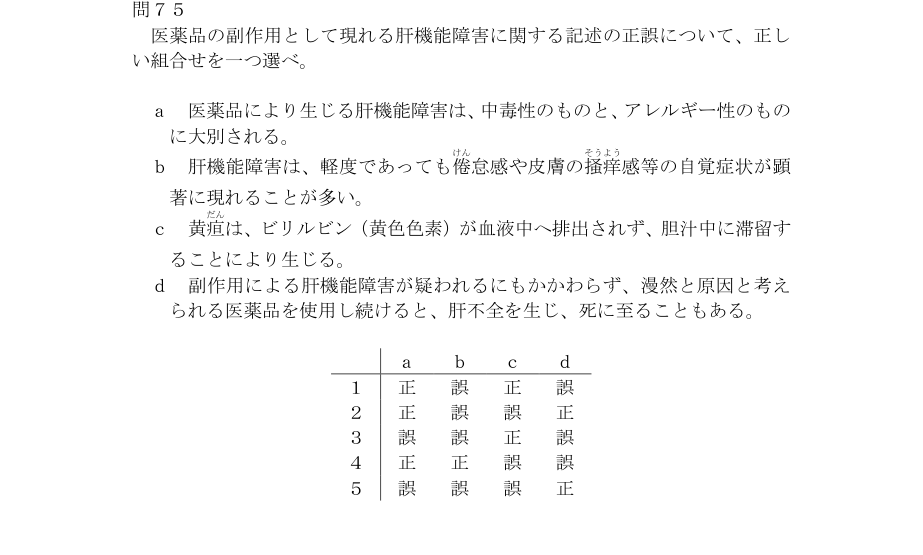 問７５
医薬品の副作用として現れる肝機能障害に関する記述の正誤について、正し
い組合せを一つ選べ。
a　医薬品により生じる肝機能障害は、中毒性のものと、アレルギー性のもの
に大別される。
けん　そうよう
b　肝機能障害は、軽度であっても倦怠感や皮膚の掻痒感等の自覚症状が顕
著に現れることが多い。
だん
c　黄疸は、ビリルビン（黄色色素）が血液中へ排出されず、胆汁中に滞留す
ることにより生じる。
d　副作用による肝機能障害が疑われるにもかかわらず、漫然と原因と考え
られる医薬品を使用し続けると、肝不全を生じ、死に至ることもある。
a b c d
1 正 誤 正 誤
2 正 誤 誤 正
3 誤 誤 正 誤
4 正 正 誤 誤
5 誤 誤 誤 正